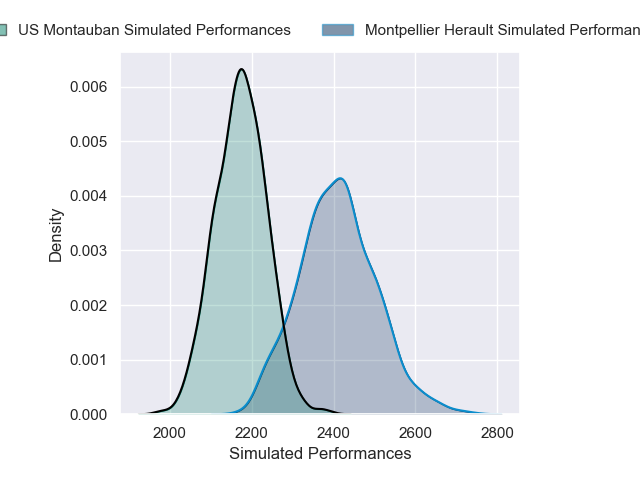 US Montauban Simulated Performances
Montpellier Herault Simulated
0.006
0.005
0.004
0.003
0.002
0.001
0.000
Density
2000 2200 2400 2600 2800
Simulated Performances